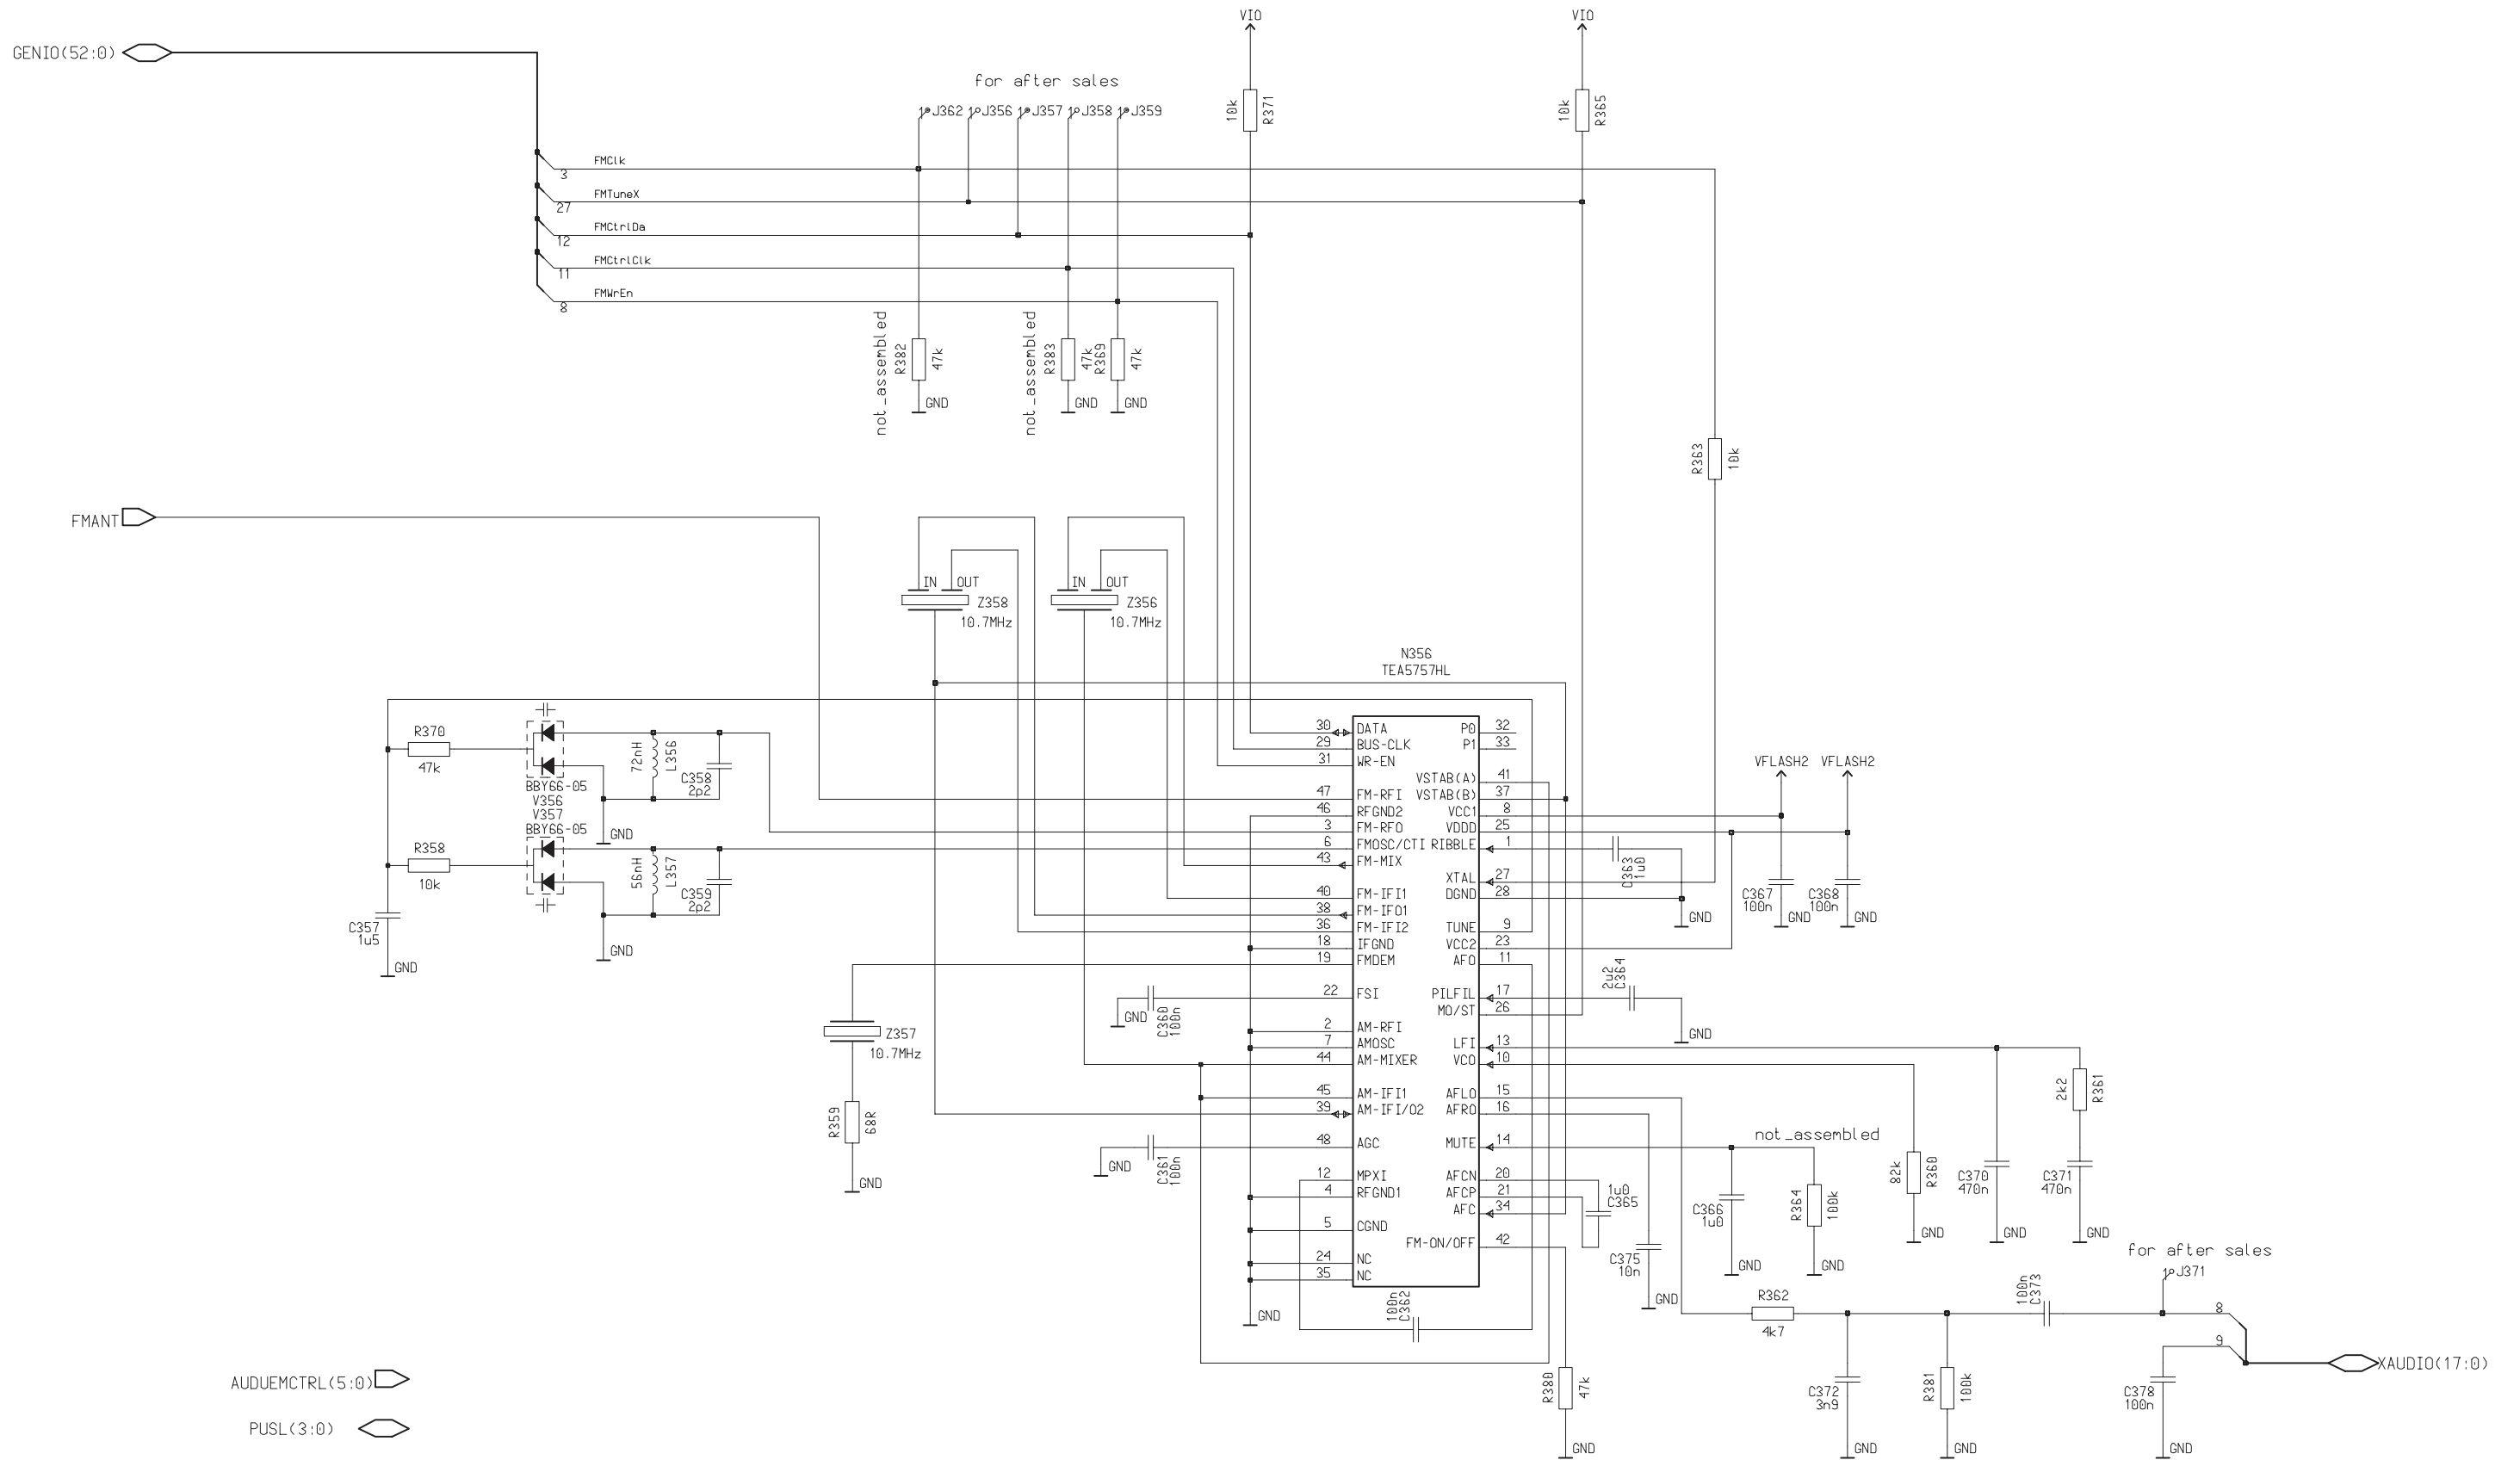 VIO
VIO
GENIO(52:0)
for after sales
J362
J356
J357
J358
J359
10k
R371
10k
R365
FMClk
3
FMTuneX
27
FMCtrlDa
12
FMCtrlClk
11
FMWrEn
8
not_assembled
R382
47k
GND
not_assembled
R383
47k
GND
R369
47k
GND
R363
10k
FMANT
IN
OUT
Z358
10.7MHz
IN
OUT
Z356
10.7MHz
N356
TEA5757HL
R370
47k
BBY66-05
V356
V357
BBY66-05
72nH
L356
C358
2p2
GND
R358
10k
56nH
L357
C359
2p2
GND
C357
1u5
GND
30 DATA
29 BUS-CLK
31 WR-EN
47 FM-RFI
46 RFGND2
3 FM-RFO
6 FMOSC/CTI
43 FM-MIX
40 FM-IFI1
38 FM-IFO1
36 FM-IFI2
18 IFGND
19 FMDEM
22 FSI
2 AM-RFI
7 AMOSC
44 AM-MIXER
45 AM-IFI1
39 AM-IFI/O2
48 AGC
12 MPXI
4 RFGND1
5 CGND
24 NC
35 NC
P0 32
P1 33
VSTAB(A) 41
VSTAB(B) 37
VCC1 8
VDDD 25
RIBBLE 1
XTAL 27
DGND 28
TUNE 9
VCC2 23
AFO 11
PILFIL 17
MO/ST 26
LFI 13
VCO 10
AFLO 15
AFRO 16
MUTE 14
AFCN 20
AFCP 21
AFC 34
FM-ON/OFF 42
VFLASH2
VFLASH2
C363
1u0
GND
C367
100n
GND
C368
100n
GND
2u2
C364
GND
GND
C360
100n
Z357
10.7MHz
R359
68R
GND
GND
C361
100n
GND
100n
C362
1u0
C365
C375
10n
GND
not_assembled
C366
1u0
GND
R364
100k
GND
82k
R360
GND
C370
470n
GND
2k2
R361
C371
470n
GND
for after sales
J371
R362
4k7
100n
C373
8
9
XAUDIO(17:0)
R380
47k
GND
C372
3n9
GND
R381
100k
GND
C378
100n
GND
AUDUEMCTRL(5:0)
PUSL(3:0)